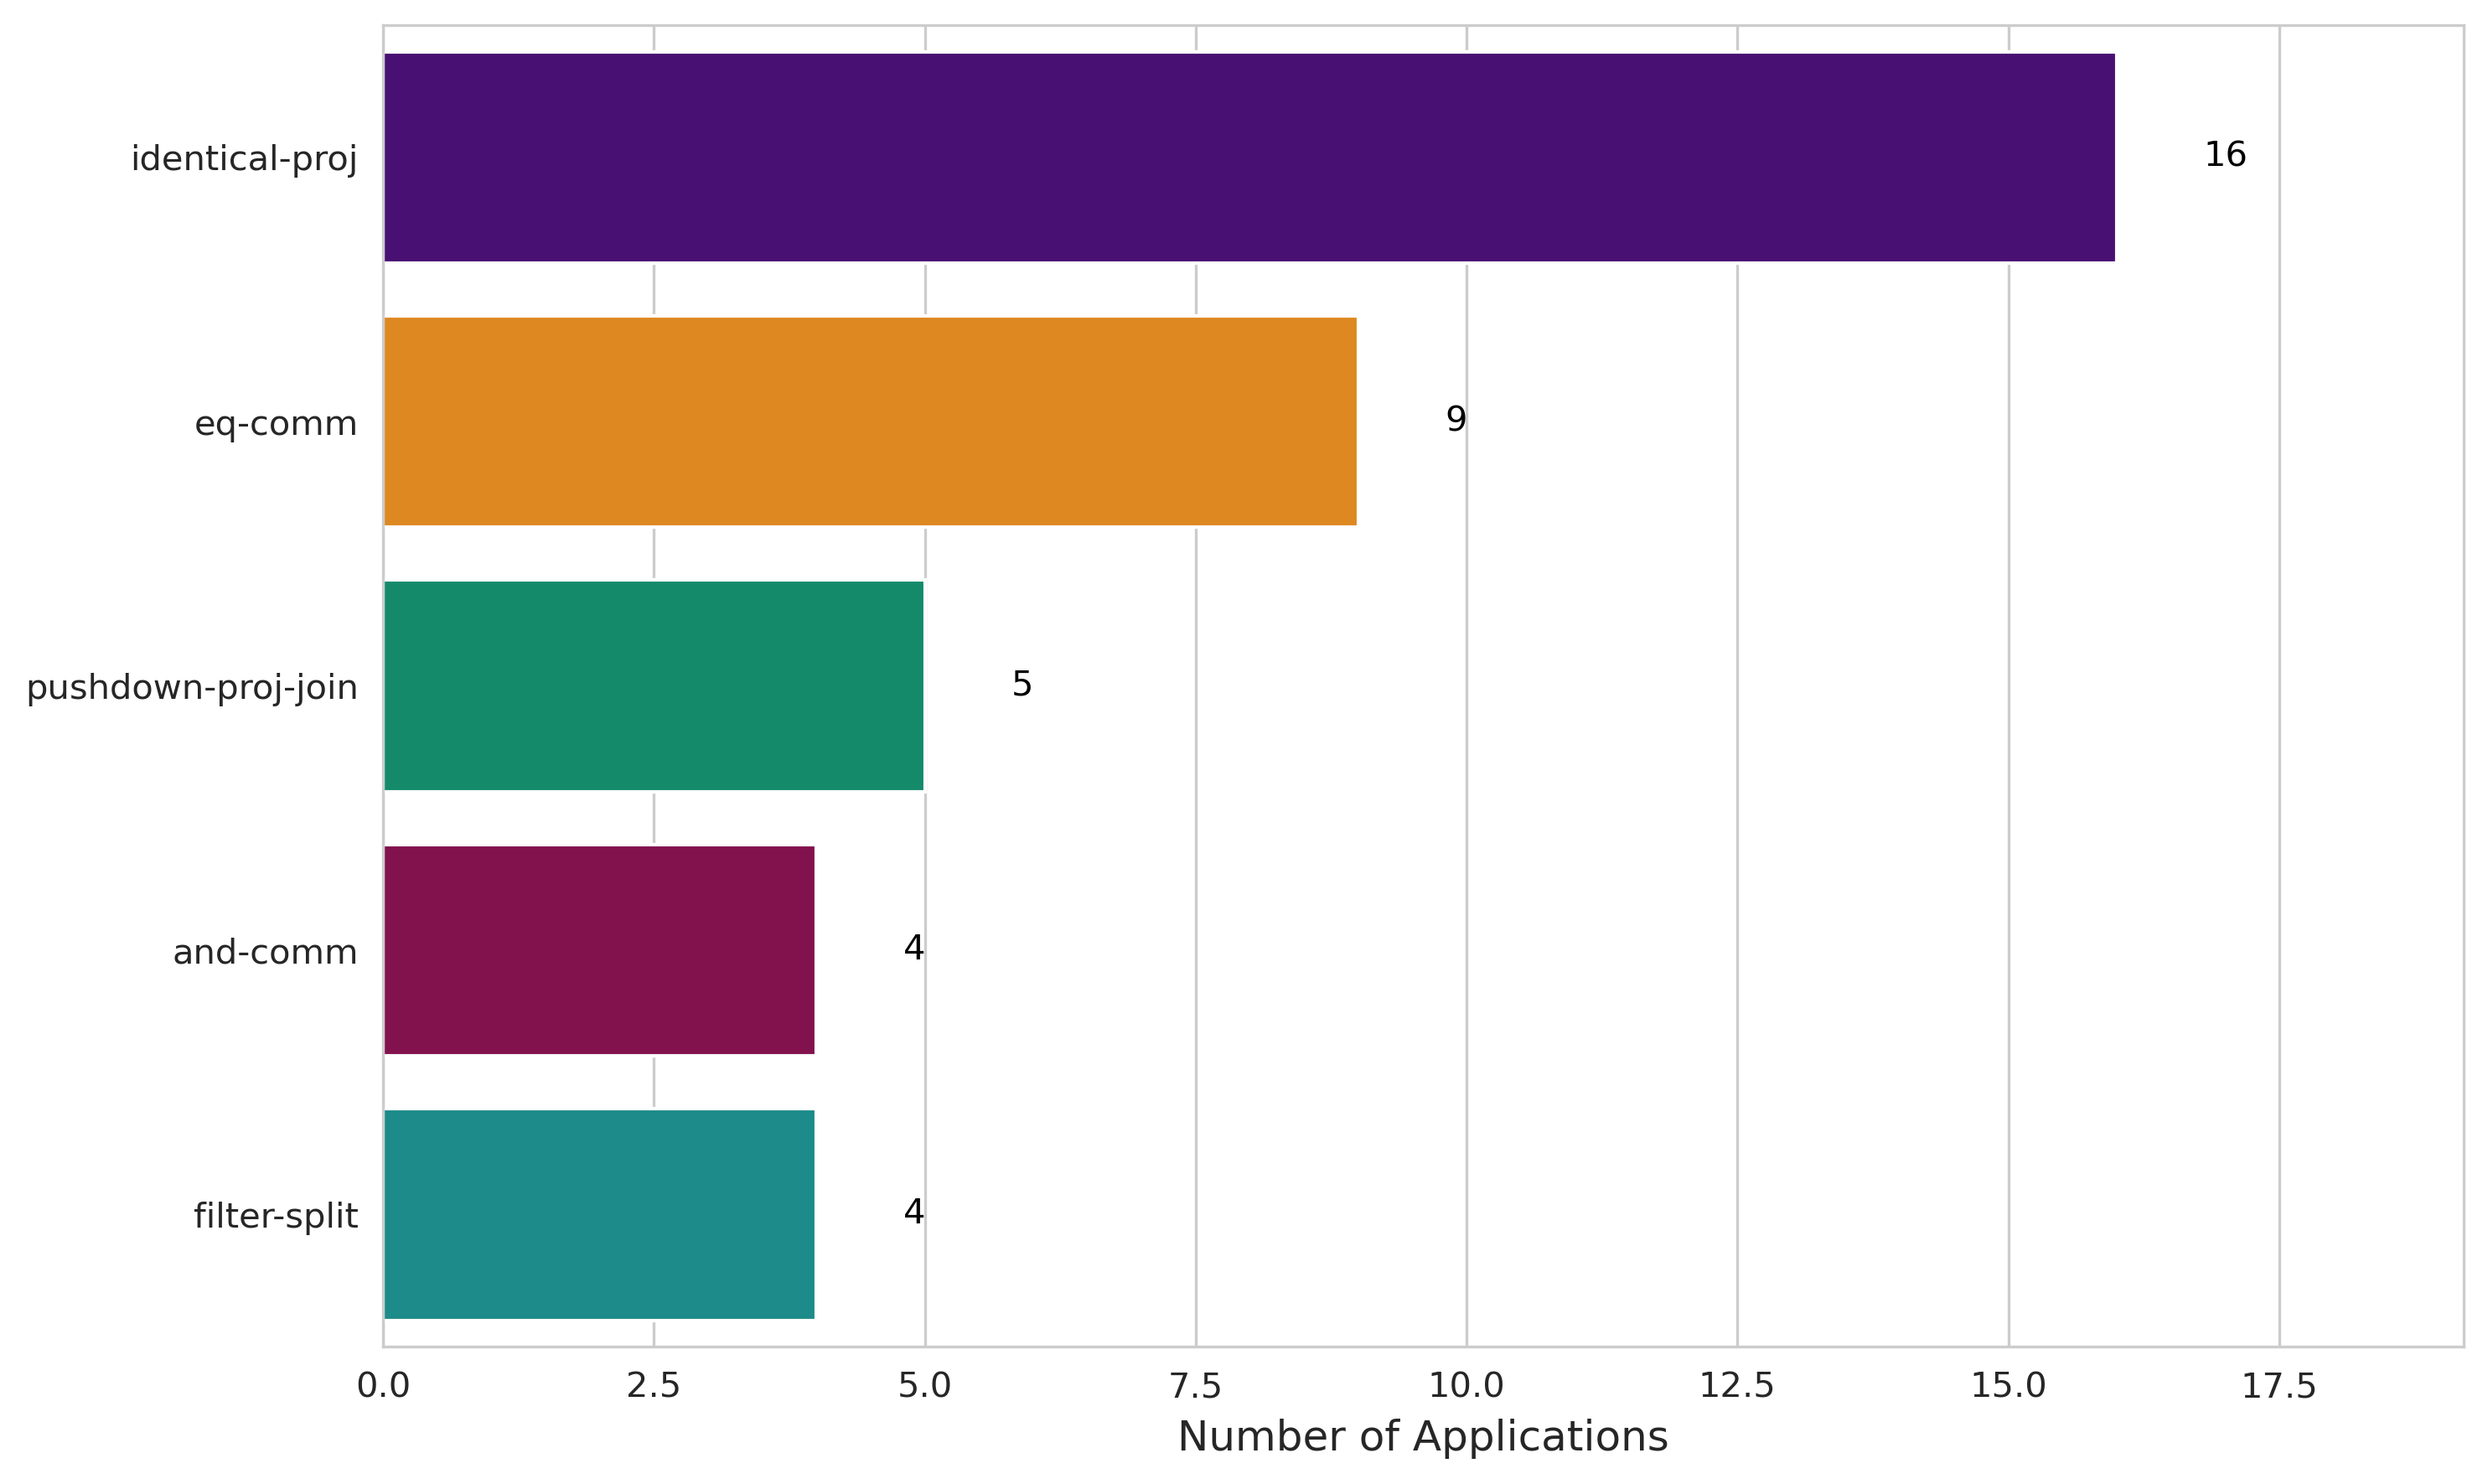 identical-proj
16
eq-comm
9
pushdown-proj-join
5
and-comm
4
filter-split
4
0.0 2.5 5.0 7.5 10.0 12.5 15.0 17.5
Number of Applications